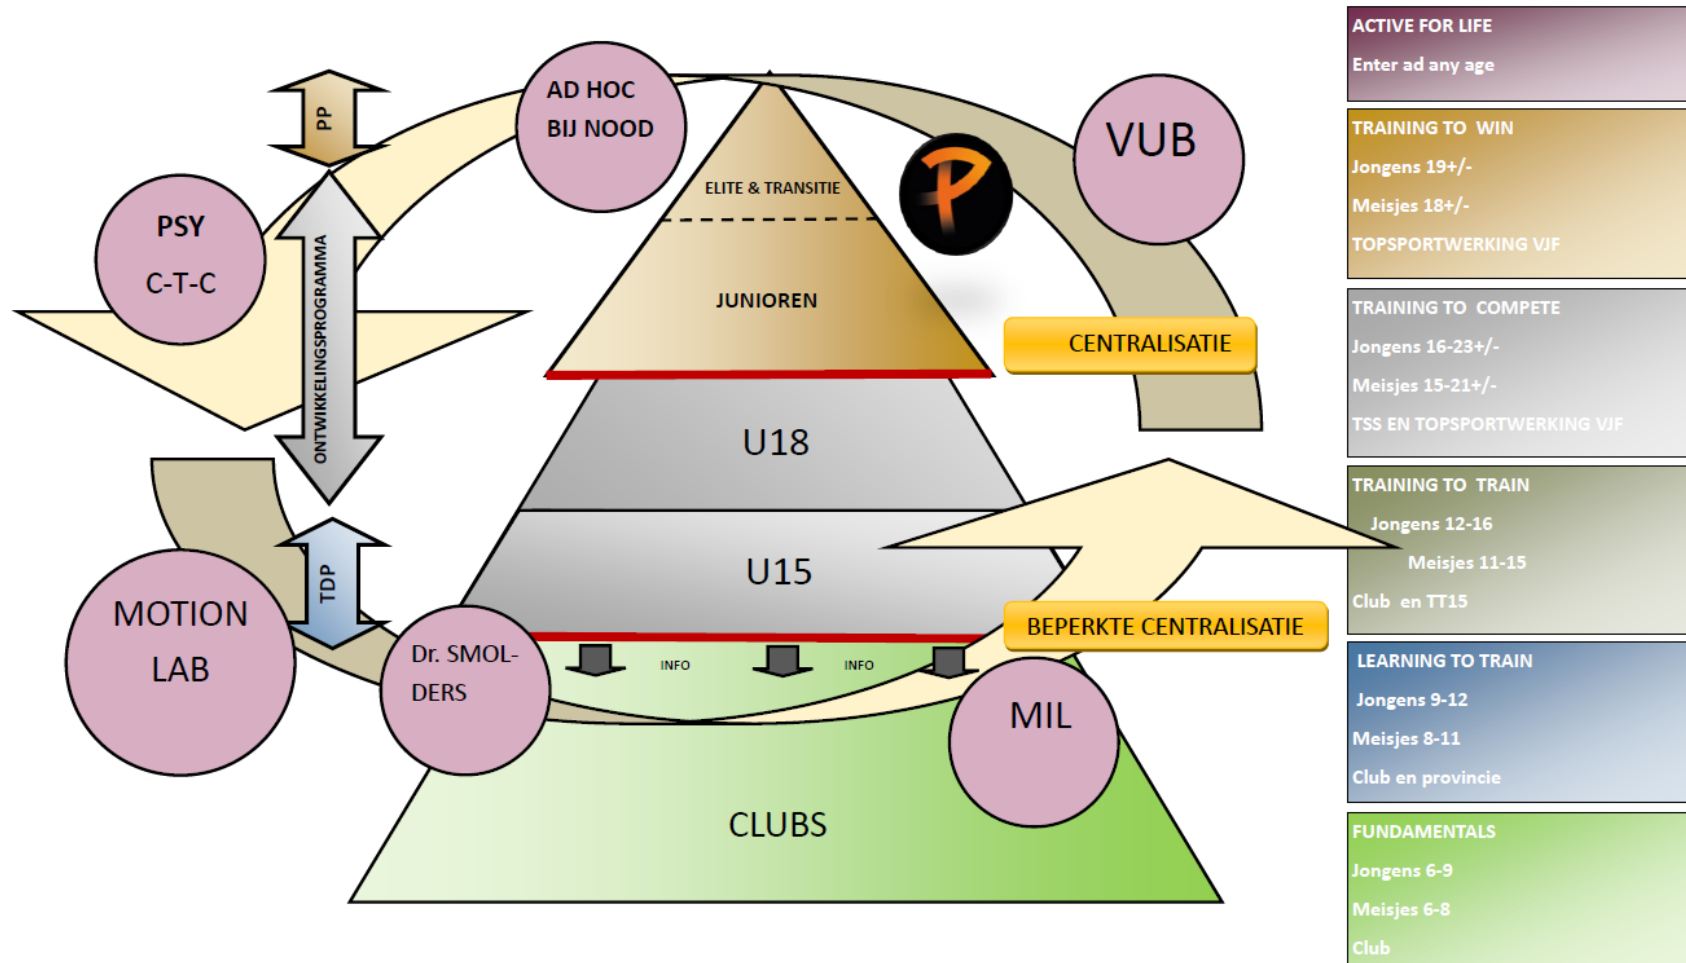 PP
AD HOC
BIJ NOOD
VUB
PSY
C-T-C
ONTWIKKELINGSPROGRAMMA
ELITE & TRANSITIE
JUNIOREN
CENTRALISATIE
U18
U15
TDP
MOTION
LAB
Dr. SMOL-
DERS
BEPERKTE CENTRALISATIE
INFO
INFO
MIL
CLUBS
ACTIVE FOR LIFE
Enter ad any age
TRAINING TO WIN
Jongens 19+/-
Meisjes 18+/-
TOPSPORTWERKING VJF
TRAINING TO COMPETE
Jongens 16-23+/-
Meisjes 15-21+/-
TSS EN TOPSPORTWERKING VJF
TRAINING TO TRAIN
Jongens 12-16
Meisjes 11-15
Club en TT15
LEARNING TO TRAIN
Jongens 9-12
Meisjes 8-11
Club en provincie
FUNDAMENTALS
Jongens 6-9
Meisjes 6-8
Club